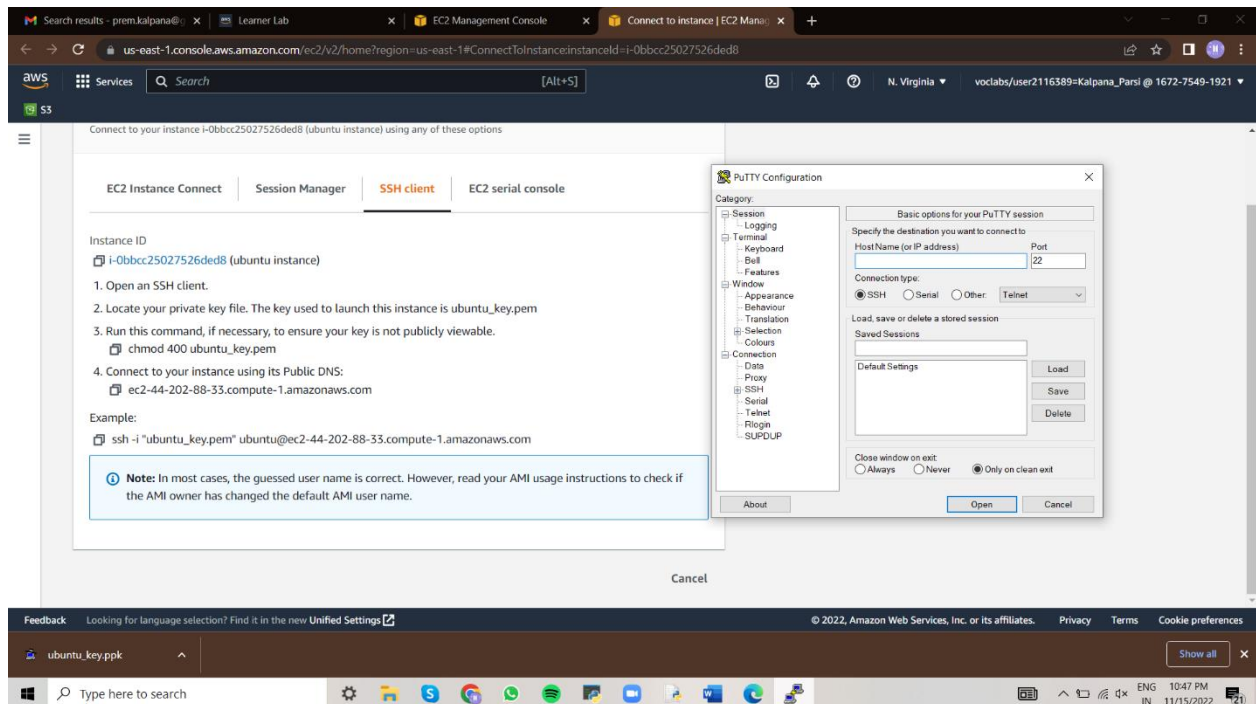 Search results - prem.kalpana@g
Learner Lab
EC2 Management Console
Connect to instance | EC2 Manag
us-east-1.console.aws.amazon.com/ec2/v2/home?region=us-east-1#ConnectToInstance:instanceId=i-0bbcc25027526ded8
aws
Services
Search
[Alt+S]
N. Virginia
voclabs/user2116389=Kalpana_Parsi @ 1672-7549-1921
S3
Connect to your instance i-0bbcc25027526ded8 (ubuntu instance) using any of these options
EC2 Instance Connect
Session Manager
SSH client
EC2 serial console
Instance ID
i-0bbcc25027526ded8 (ubuntu instance)
1. Open an SSH client.
2. Locate your private key file. The key used to launch this instance is ubuntu_key.pem
3. Run this command, if necessary, to ensure your key is not publicly viewable.
chmod 400 ubuntu_key.pem
4. Connect to your instance using its Public DNS:
ec2-44-202-88-33.compute-1.amazonaws.com
Example:
ssh -i "ubuntu_key.pem" ubuntu@ec2-44-202-88-33.compute-1.amazonaws.com
Note: In most cases, the guessed user name is correct. However, read your AMI usage instructions to check if
the AMI owner has changed the default AMI user name.
Cancel
PuTTY Configuration
Category:
Session
Logging
Terminal
Keyboard
Bell
Features
Window
Appearance
Behaviour
Translation
Selection
Colours
Connection
Data
Proxy
SSH
Serial
Telnet
Rlogin
SUPDUP
Basic options for your PuTTY session
Specify the destination you want to connect to
Host Name (or IP address)
Port
22
Connection type:
SSH
Serial
Other:
Telnet
Load, save or delete a stored session
Saved Sessions
Default Settings
Load
Save
Delete
Close window on exit:
Always
Never
Only on clean exit
About
Open
Cancel
Feedback
Looking for language selection? Find it in the new Unified Settings
© 2022, Amazon Web Services, Inc. or its affiliates.
Privacy
Terms
Cookie preferences
ubuntu_key.ppk
Show all
Type here to search
ENG
IN
10:47 PM
11/15/2022
21